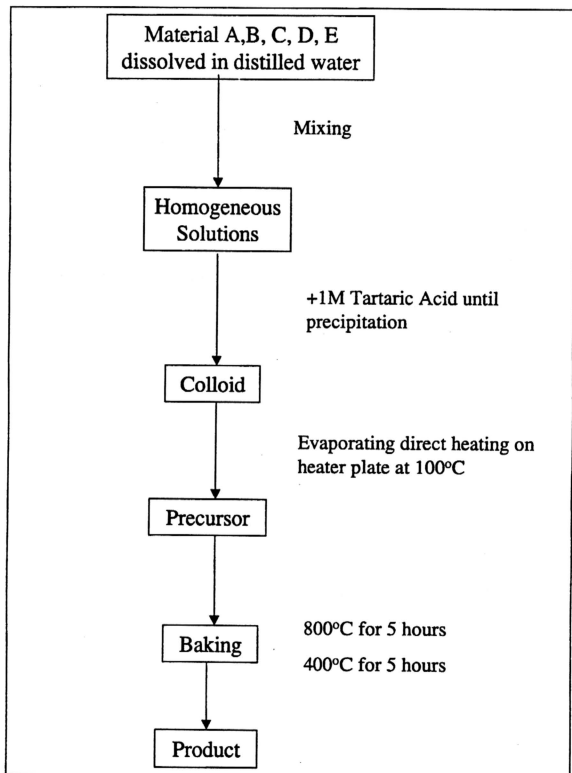 Material A,B, C, D, E
dissolved in distilled water
Mixing
Homogeneous
Solutions
+1M Tartaric Acid until
precipitation
Colloid
Evaporating direct heating on
heater plate at 100°C
Precursor
Baking
800°C for 5 hours
400°C for 5 hours
Product